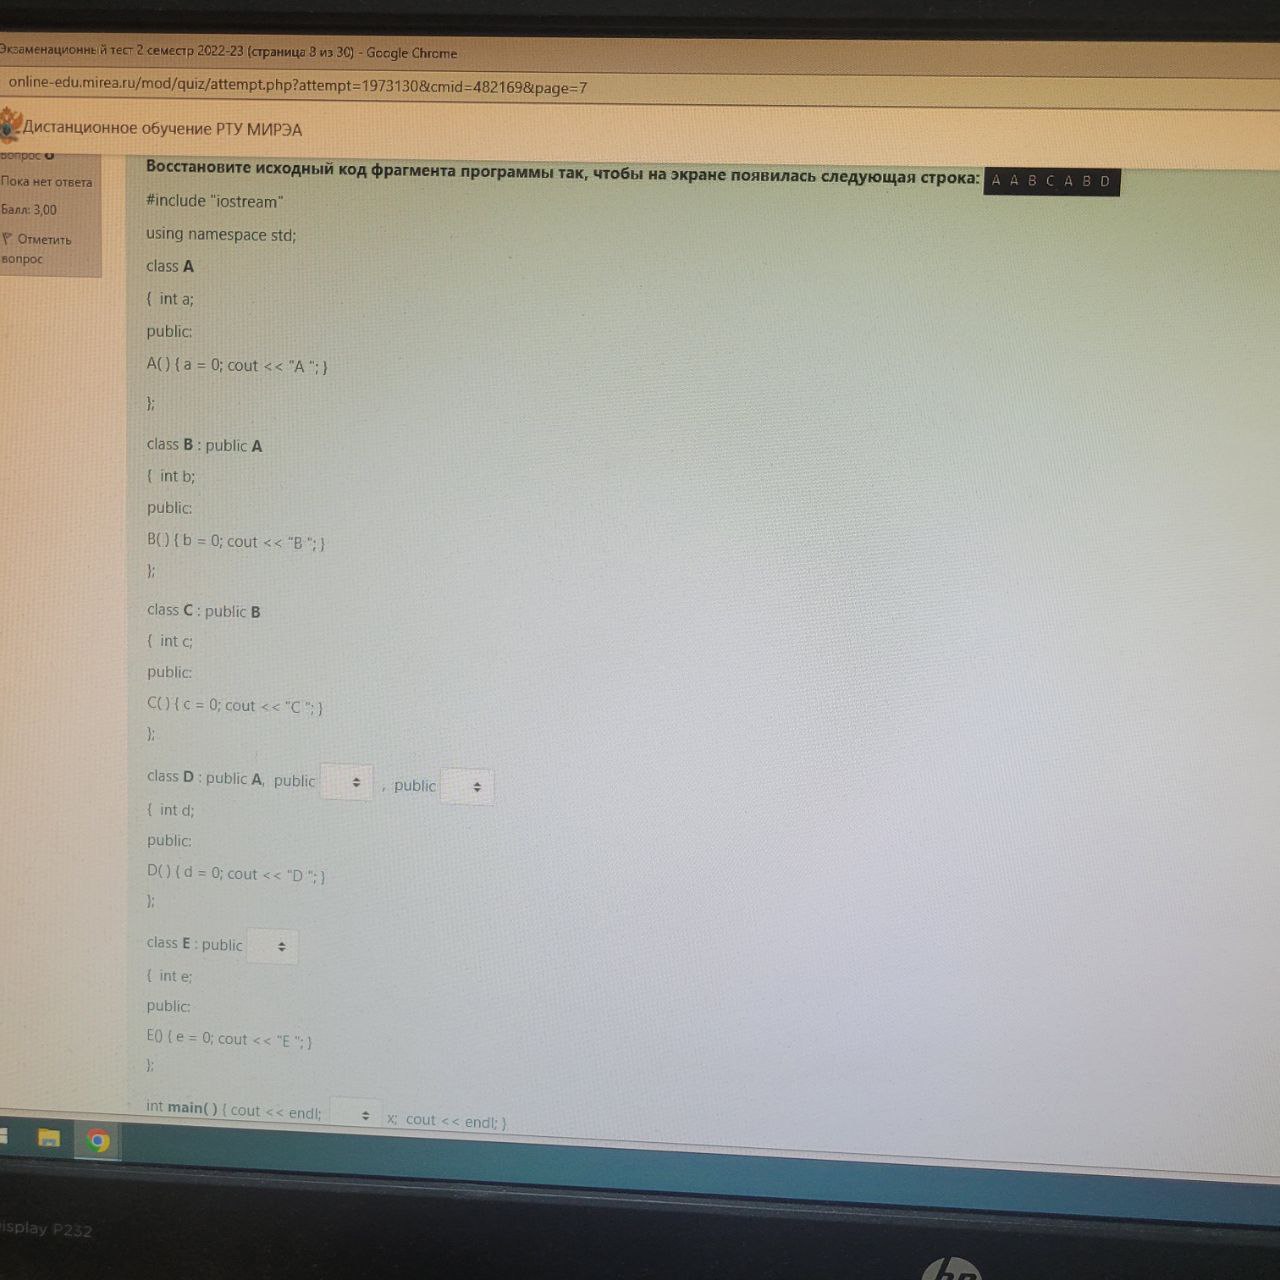 Экзаменационный тест 2 семестр 2022-23 (страница 8 из 30) - Google Chrome
online-edu.mirea.ru/mod/quiz/attempt.php?attempt=1973130&cmid=482169&page=7
Дистанционное обучение РТУ МИРЭА
Вопрос 8
Пока нет ответа
Балл: 3,00
Отметить
вопрос
Восстановите исходный код фрагмента программы так, чтобы на экране появилась следующая строка: A A B C A B D
#include "iostream"
using namespace std;
class A
{ int a;
public:
A() { a = 0; cout << "A "; }
};
class B : public A
{ int b;
public:
B() { b = 0; cout << "B "; }
};
class C : public B
{ int c;
public:
C() { c = 0; cout << "C "; }
};
class D : public A, public , public
{ int d;
public:
D() { d = 0; cout << "D "; }
};
class E : public
{ int e;
public:
E() { e = 0; cout << "E "; }
};
int main( ) { cout << endl; x; cout << endl; }
isplay P232
hp